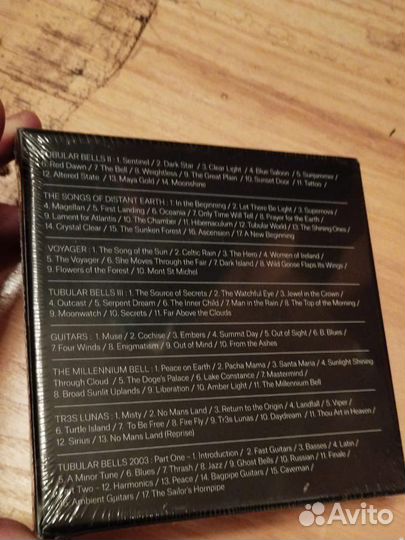 TUBULAR BELLS II : 1. Sentinel / 2. Dark Star / 3. Clear Light / 4. Blue Saloon / 5. Sunjammer /
6. Red Dawn / 7. The Bell / 8. Weightless / 9. The Great Plain / 10. Sunset Door / 11. Tattoo /
12. Altered State / 13. Maya Gold / 14. Moonshine
THE SONGS OF DISTANT EARTH : 1. In the Beginning / 2. Let There Be Light / 3. Supernova /
4. Magellan / 5. First Landing / 6. Oceania / 7. Only Time Will Tell / 8. Prayer for the Earth /
9. Lament for Atlantis / 10. The Chamber / 11. Hibernaculum / 12. Tubular World / 13. The Shining Ones /
14. Crystal Clear / 15. The Sunken Forest / 16. Ascension / 17. A New Beginning
VOYAGER : 1. The Song of the Sun / 2. Celtic Rain / 3. The Hero / 4. Women of Ireland /
5. The Voyager / 6. She Moves Through the Fair / 7. Dark Island / 8. Wild Goose Flaps Its Wings /
9. Flowers of the Forest / 10. Mont St Michel
TUBULAR BELLS III : 1. The Source of Secrets / 2. The Watchful Eye / 3. Jewel in the Crown /
4. Outcast / 5. Serpent Dream / 6. The Inner Child / 7. Man in the Rain / 8. The Top of the Morning /
9. Moonwatch / 10. Secrets / 11. Far Above the Clouds
GUITARS : 1. Muse / 2. Cochise / 3. Embers / 4. Summit Day / 5. Out of Sight / 6. B. Blues /
7. Four Winds / 8. Enigmatism / 9. Out of Mind / 10. From the Ashes
THE MILLENNIUM BELL : 1. Peace on Earth / 2. Pacha Mama / 3. Santa Maria / 4. Sunlight Shining
Through Cloud / 5. The Doge's Palace / 6. Lake Constance / 7. Mastermind /
8. Broad Sunlit Uplands / 9. Liberation / 10. Amber Light / 11. The Millennium Bell
TR3S LUNAS : 1. Misty / 2. No Mans Land / 3. Return to the Origin / 4. Landfall / 5. Viper /
6. Turtle Island / 7. To Be Free / 8. Fire Fly / 9. Tr3s Lunas / 10. Daydream / 11. Thou Art in Heaven /
12. Sirius / 13. No Mans Land (Reprise)
TUBULAR BELLS 2003 : Part One – 1. Introduction / 2. Fast Guitars / 3. Basses / 4. Latin /
5. A Minor Tune / 6. Blues / 7. Thrash / 8. Jazz / 9. Ghost Bells / 10. Russian / 11. Finale /
Part Two – 12. Harmonics / 13. Peace / 14. Bagpipe Guitars / 15. Caveman /
16. Ambient Guitars / 17. The Sailor's Hornpipe
Avito